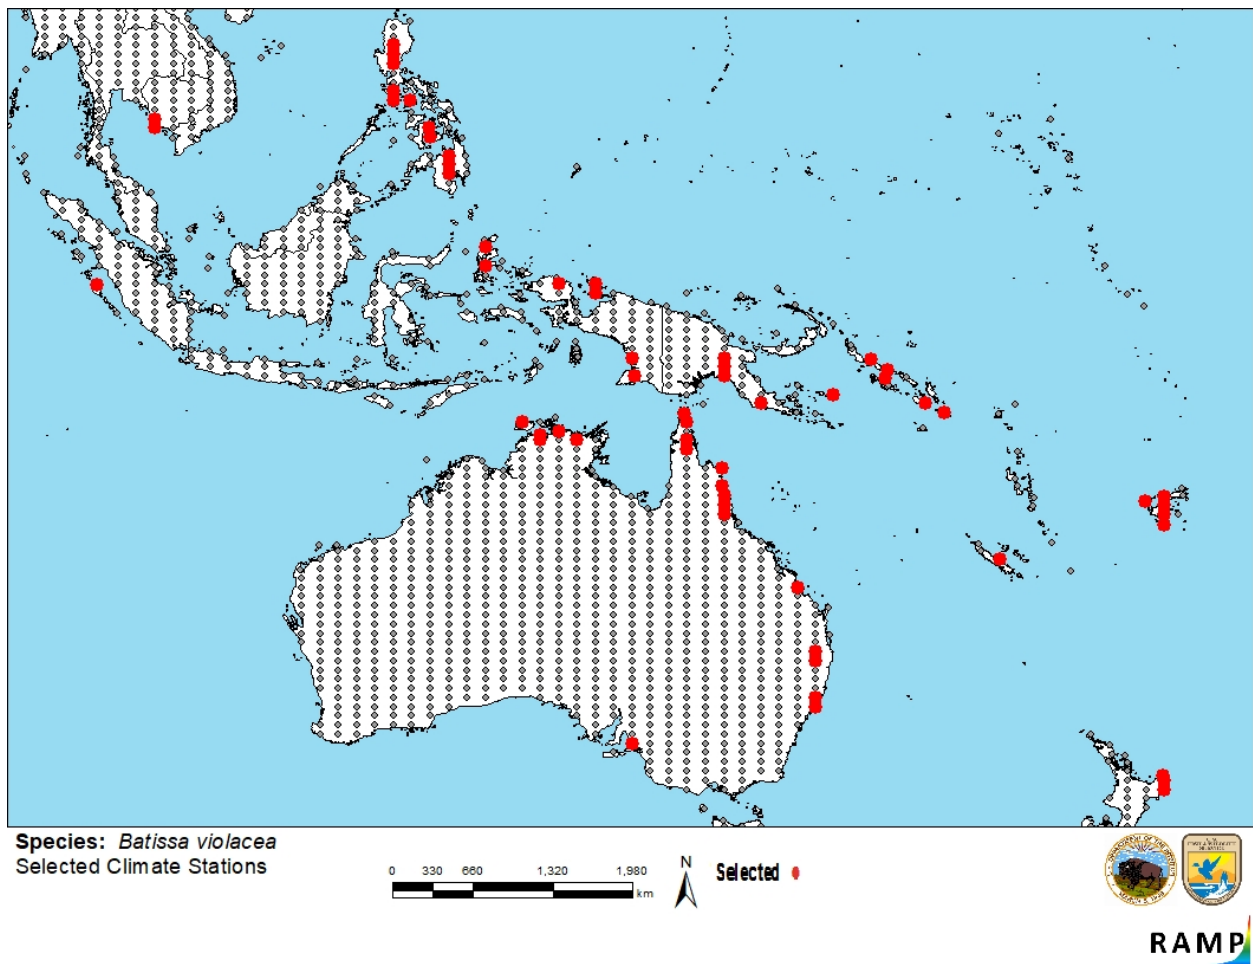 Species: Batissa violacea
Selected Climate Stations
0 330 660 1,320 1,980
km
N
Selected
RAMP